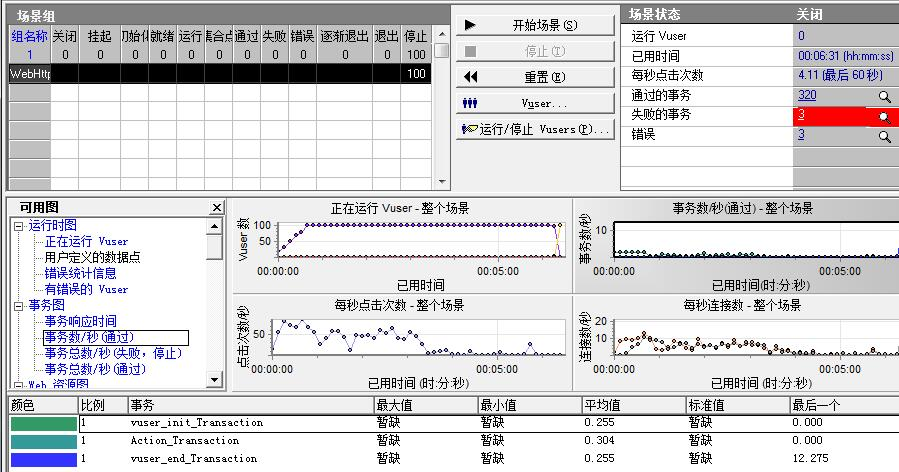 场景组
组名称 关闭 挂起 初始化 就绪 运行 集合点 通过 失败 错误 逐渐退出 退出 停止
1 0 0 0 0 0 0 0 0 0 0 0 100
WebHttp 100
开始场景(S)
停止(T)
重置(R)
Vuser...
运行/停止 Vusers(P)...
场景状态 关闭
运行 Vuser 0
已用时间 00:06:31 (hh:mm:ss)
每秒点击次数 4.11 (最后 60 秒)
通过的事务 320
失败的事务 3
错误 3
可用图
运行时图
正在运行 Vuser
用户定义的数据点
错误统计信息
有错误的 Vuser
事务图
事务响应时间
事务数/秒(通过)
事务总数/秒(失败, 停止)
事务总数/秒(通过)
Web 资源图
正在运行 Vuser - 整个场景
Vuser 数
100
50
00:00:00 00:05:00
已用时间
事务数/秒(通过) - 整个场景
事务数/秒
10
00:00:00 00:05:00
已用时间(时:分:秒)
每秒点击次数 - 整个场景
点击次数/秒
50
00:00:00 00:05:00
已用时间 (时:分:秒)
每秒连接数 - 整个场景
连接数/秒
20
10
00:00:00 00:05:00
已用时间 (时:分:秒)
颜色 比例 事务 最大值 最小值 平均值 标准值 最后一个
1 vuser_init_Transaction 暂缺 暂缺 0.255 暂缺 0.000
1 Action_Transaction 暂缺 暂缺 0.304 暂缺 0.000
1 vuser_end_Transaction 暂缺 暂缺 0.255 暂缺 12.275